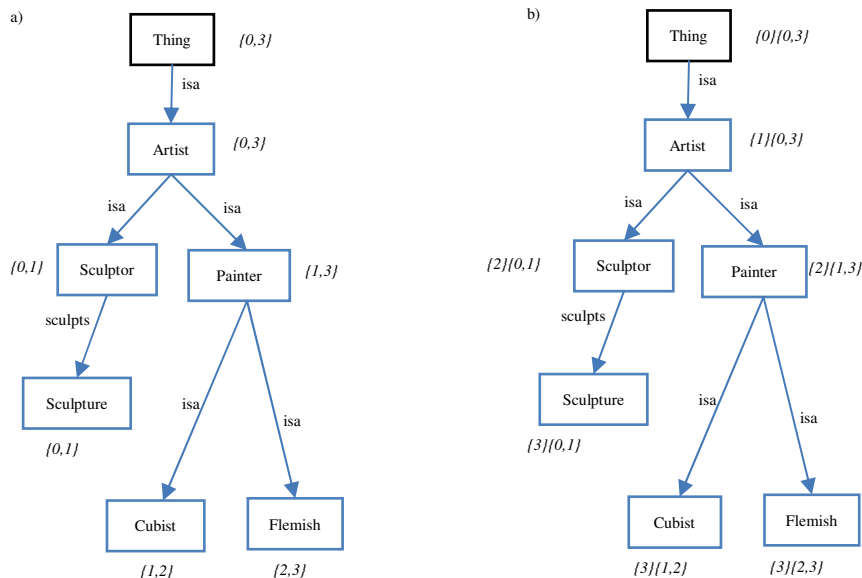 a)
Thing {0,3}
isa
Artist {0,3}
isa isa
{0,1} Sculptor Painter {1,3}
sculpts
Sculpture
{0,1}
isa isa
Cubist Flemish
{1,2} {2,3}
b)
Thing {0}{0,3}
isa
Artist {1}{0,3}
isa isa
{2}{0,1} Sculptor Painter {2}{1,3}
sculpts
Sculpture
{3}{0,1}
isa isa
Cubist Flemish
{3}{1,2} {3}{2,3}